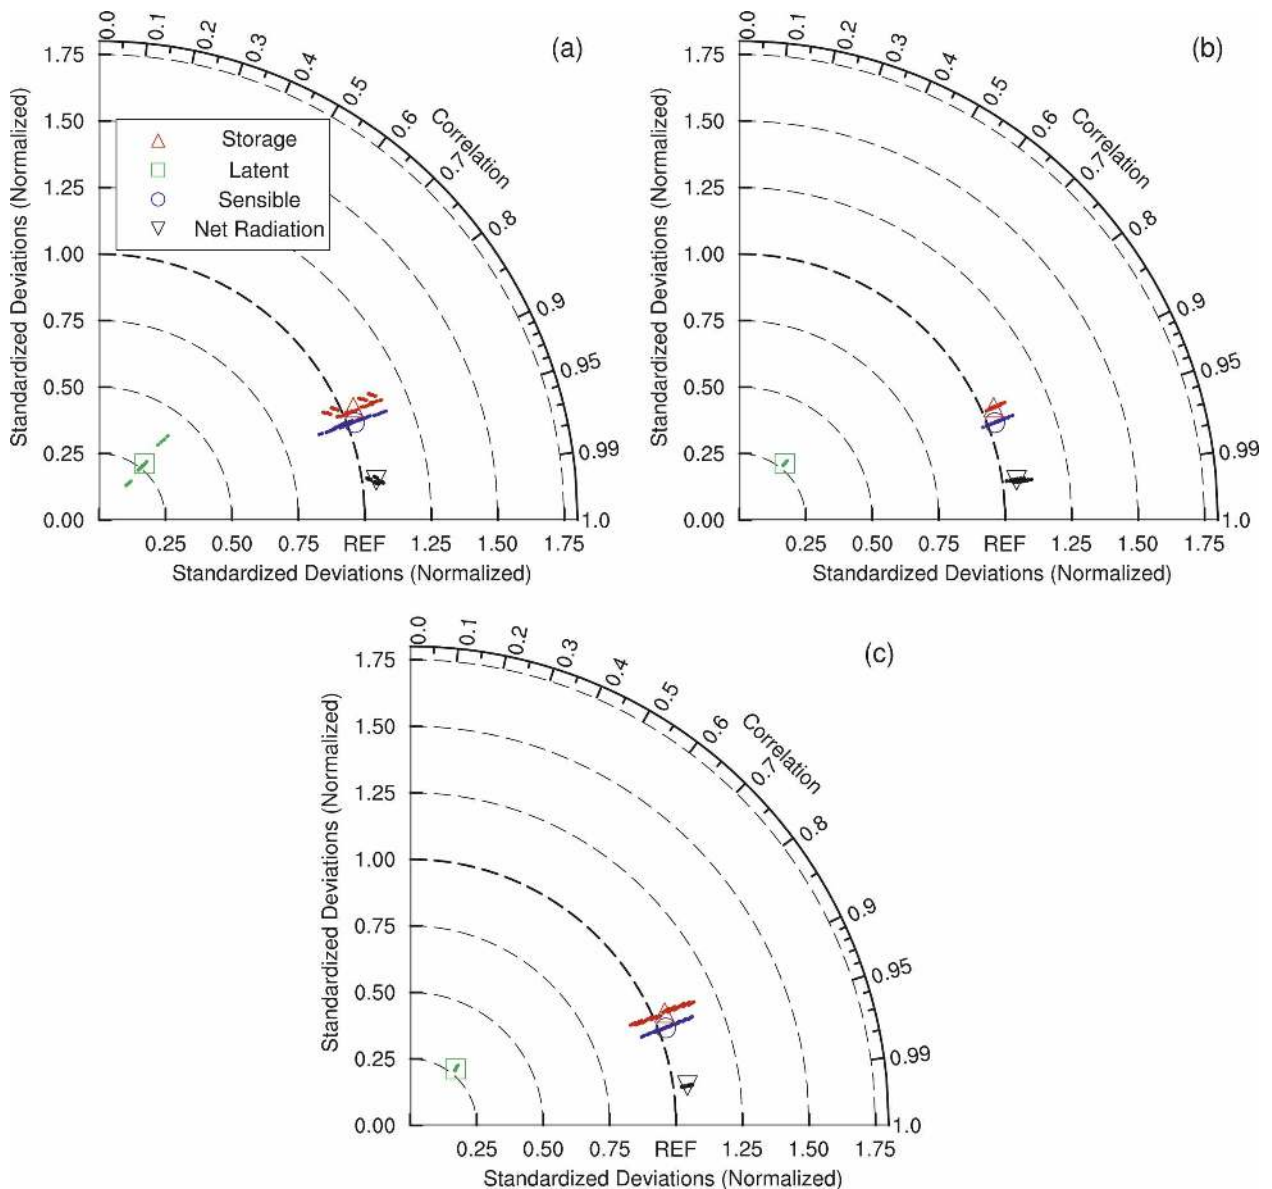 (a)
0.0 0.1 0.2 0.3 0.4 0.5 0.6 0.7 0.8 0.9 0.95 0.99 1.0
Correlation
Standardized Deviations (Normalized)
1.75
1.50
1.25
1.00
0.75
0.50
0.25
0.00
Storage
Latent
Sensible
Net Radiation
0.25 0.50 0.75 REF 1.25 1.50 1.75
Standardized Deviations (Normalized)
(b)
0.0 0.1 0.2 0.3 0.4 0.5 0.6 0.7 0.8 0.9 0.95 0.99 1.0
Correlation
Standardized Deviations (Normalized)
1.75
1.50
1.25
1.00
0.75
0.50
0.25
0.00
0.25 0.50 0.75 REF 1.25 1.50 1.75
Standardized Deviations (Normalized)
(c)
0.0 0.1 0.2 0.3 0.4 0.5 0.6 0.7 0.8 0.9 0.95 0.99 1.0
Correlation
Standardized Deviations (Normalized)
1.75
1.50
1.25
1.00
0.75
0.50
0.25
0.00
0.25 0.50 0.75 REF 1.25 1.50 1.75
Standardized Deviations (Normalized)